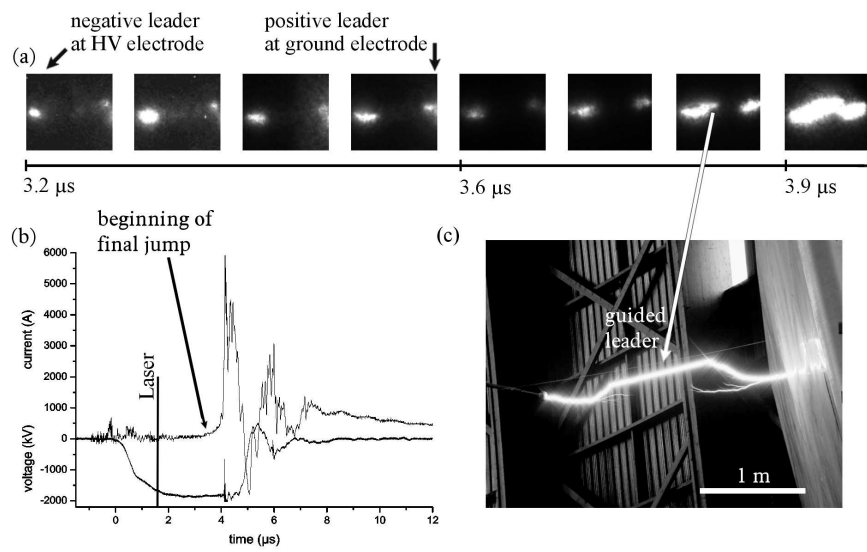 negative leader
at HV electrode
positive leader
at ground electrode
(a)
3.2 µs
3.6 µs
3.9 µs
(b)
beginning of
final jump
Laser
current (A)
voltage (kV)
6000
5000
4000
3000
2000
1000
0
-1000
-2000
0
2
4
6
8
10
12
time (µs)
(c)
guided
leader
1 m